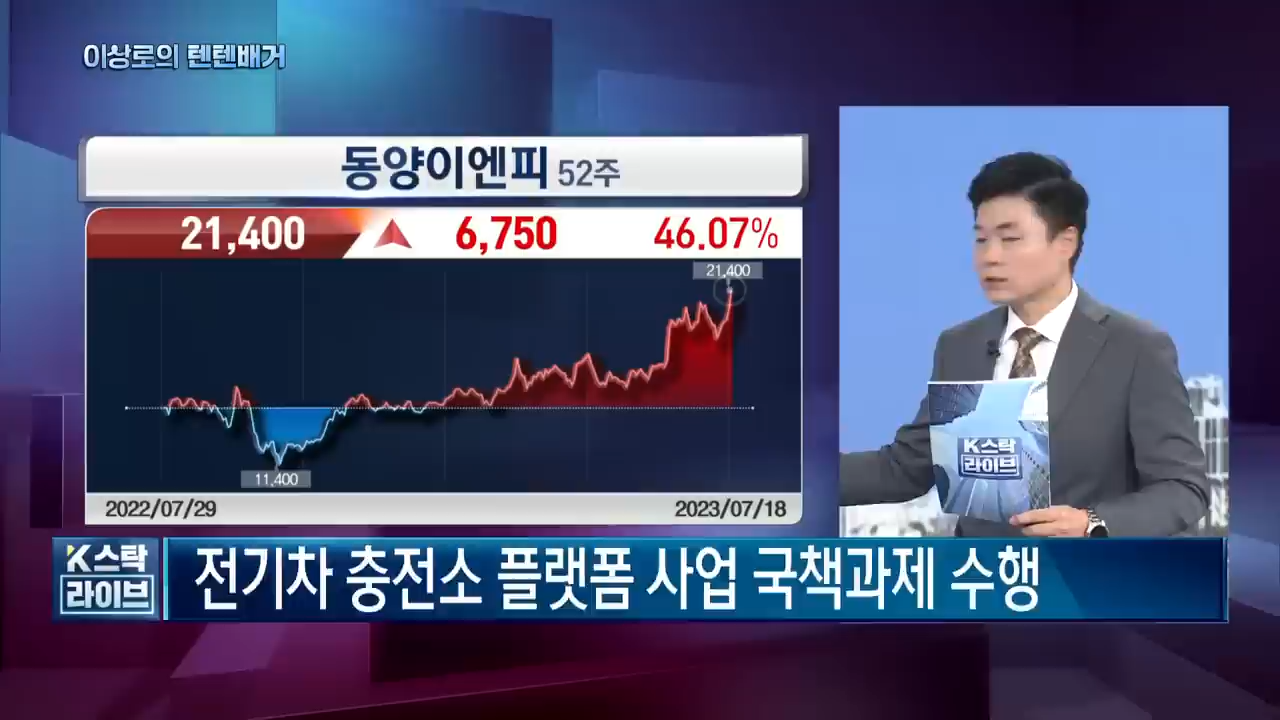 이상로의 텐텐배거
동양이엔피 52주
21,400 ▲ 6,750 46.07%
21,400
11,400
2022/07/29 2023/07/18
K스탁
라이브
K스탁
라이브
전기차 충전소 플랫폼 사업 국책과제 수행